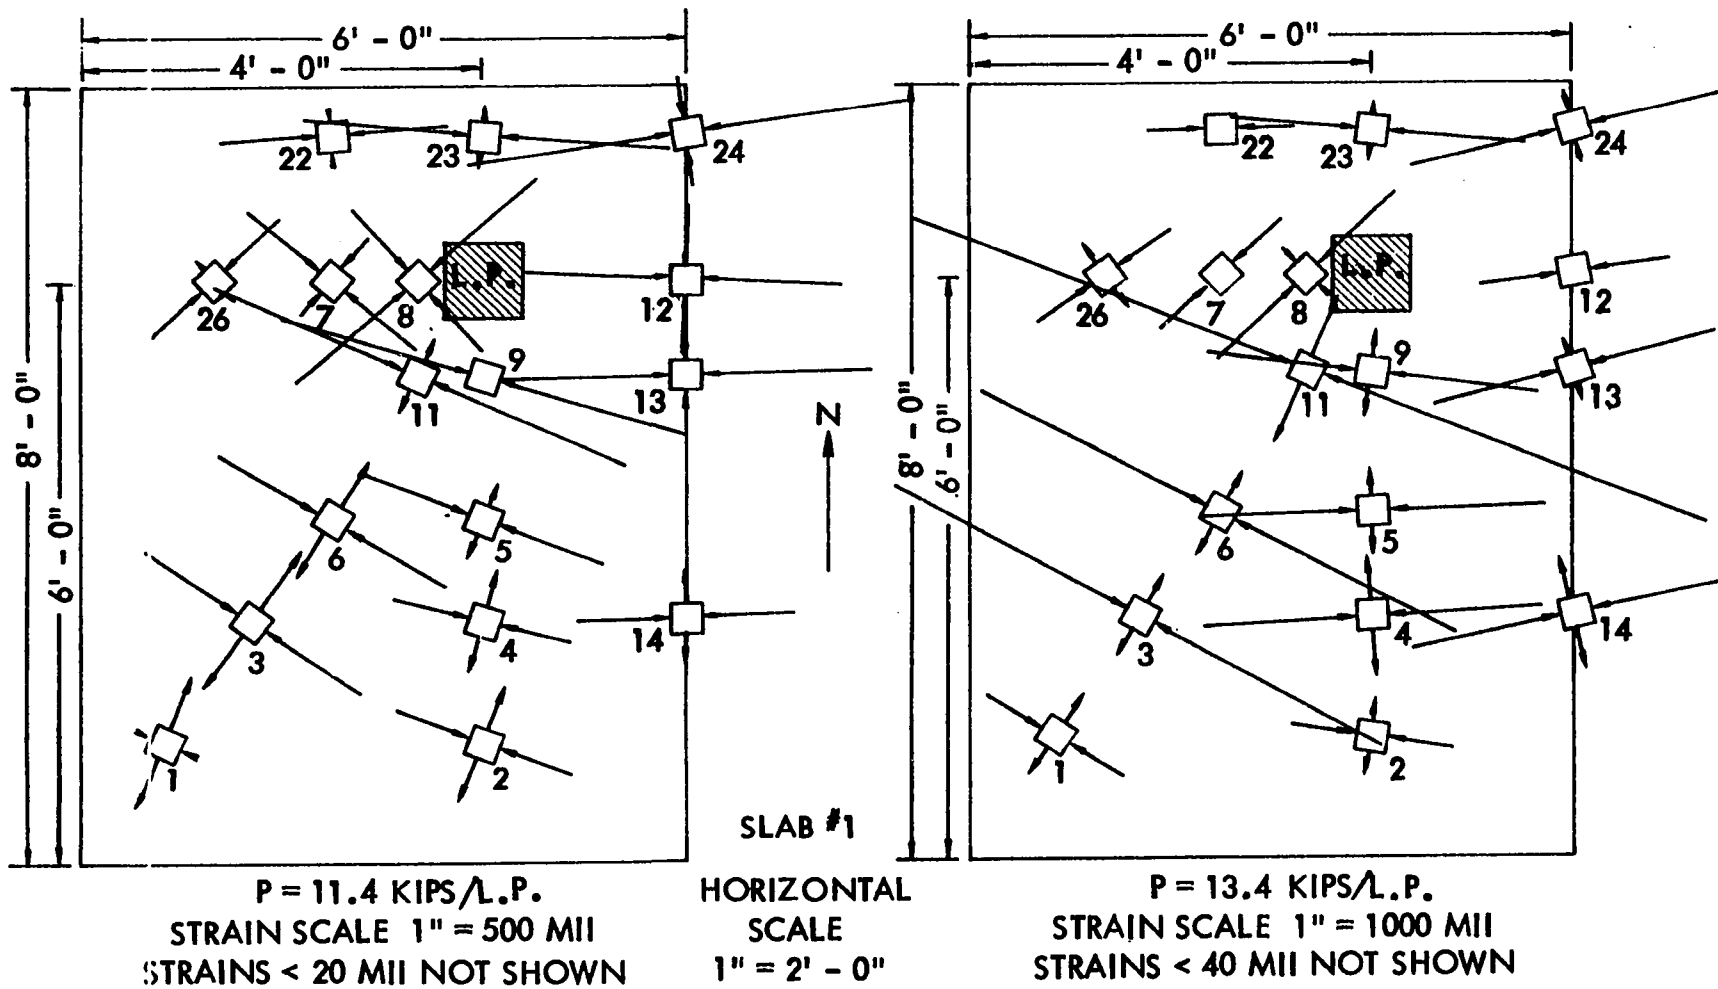 6' - 0"
4' - 0"
8' - 0"
6' - 0"
22
23
24
26
7
8
L.P.
12
9
11
13
6
5
3
4
14
1
2
P = 11.4 KIPS/L.P.
STRAIN SCALE 1" = 500 MII
STRAINS < 20 MII NOT SHOWN
N
SLAB #1
HORIZONTAL
SCALE
1" = 2' - 0"
6' - 0"
4' - 0"
8' - 0"
6' - 0"
22
23
24
26
7
8
L.P.
12
9
11
13
6
5
3
4
14
1
2
P = 13.4 KIPS/L.P.
STRAIN SCALE 1" = 1000 MII
STRAINS < 40 MII NOT SHOWN